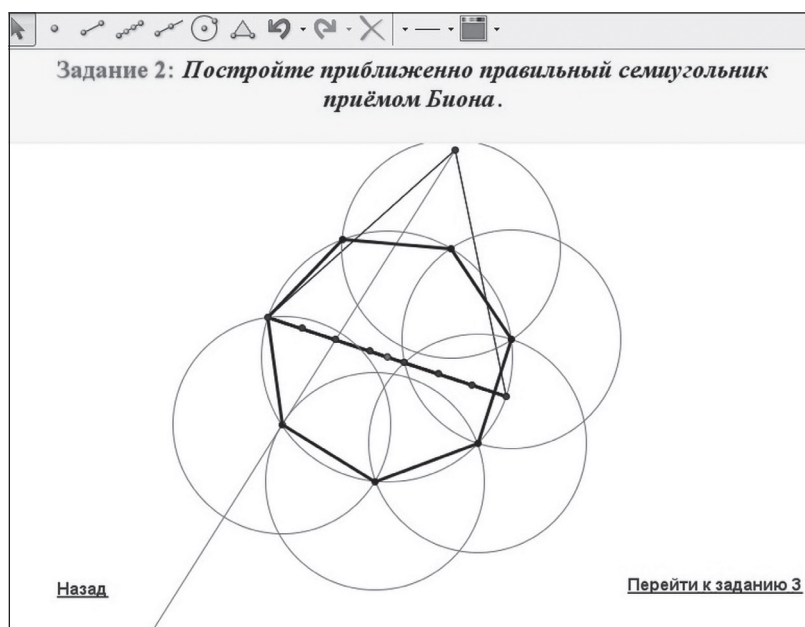 Задание 2: Постройте приближенно правильный семиугольник
приёмом Биона.
Назад
Перейти к заданию 3